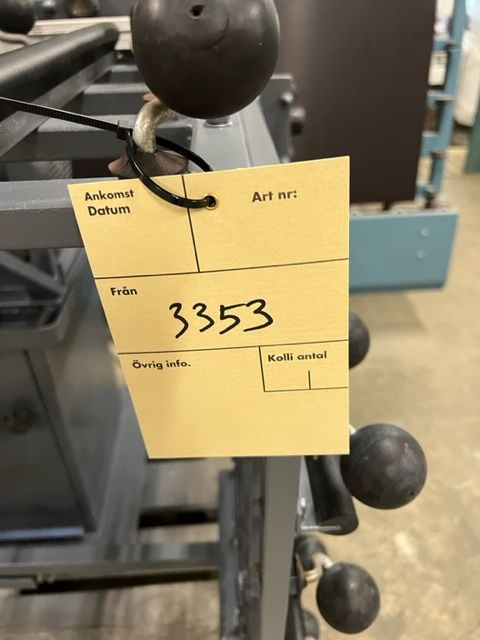 Ankomst
Datum
Art nr:
Från
3353
Övrig info.
Kolli antal